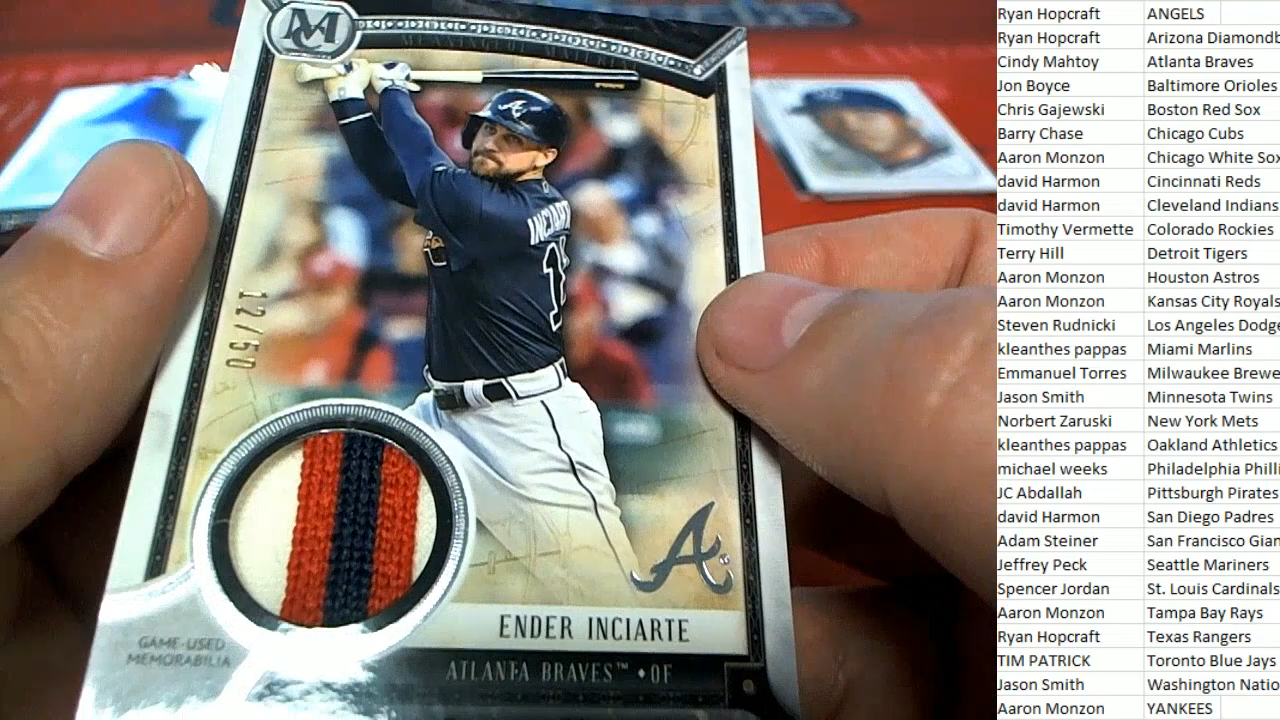 MC
MEANINGFUL MATERIAL
INCIART
11
12/50
A
GAME-USED
MEMORABILIA
ENDER INCIARTE
ATLANTA BRAVES™ • OF
Ryan Hopcraft ANGELS
Ryan Hopcraft Arizona Diamondb
Cindy Mahtoy Atlanta Braves
Jon Boyce Baltimore Orioles
Chris Gajewski Boston Red Sox
Barry Chase Chicago Cubs
Aaron Monzon Chicago White Sox
david Harmon Cincinnati Reds
david Harmon Cleveland Indians
Timothy Vermette Colorado Rockies
Terry Hill Detroit Tigers
Aaron Monzon Houston Astros
Aaron Monzon Kansas City Royals
Steven Rudnicki Los Angeles Dodge
kleanthes pappas Miami Marlins
Emmanuel Torres Milwaukee Brewe
Jason Smith Minnesota Twins
Norbert Zaruski New York Mets
kleanthes pappas Oakland Athletics
michael weeks Philadelphia Philli
JC Abdallah Pittsburgh Pirates
david Harmon San Diego Padres
Adam Steiner San Francisco Gian
Jeffrey Peck Seattle Mariners
Spencer Jordan St. Louis Cardinals
Aaron Monzon Tampa Bay Rays
Ryan Hopcraft Texas Rangers
TIM PATRICK Toronto Blue Jays
Jason Smith Washington Natio
Aaron Monzon YANKEES